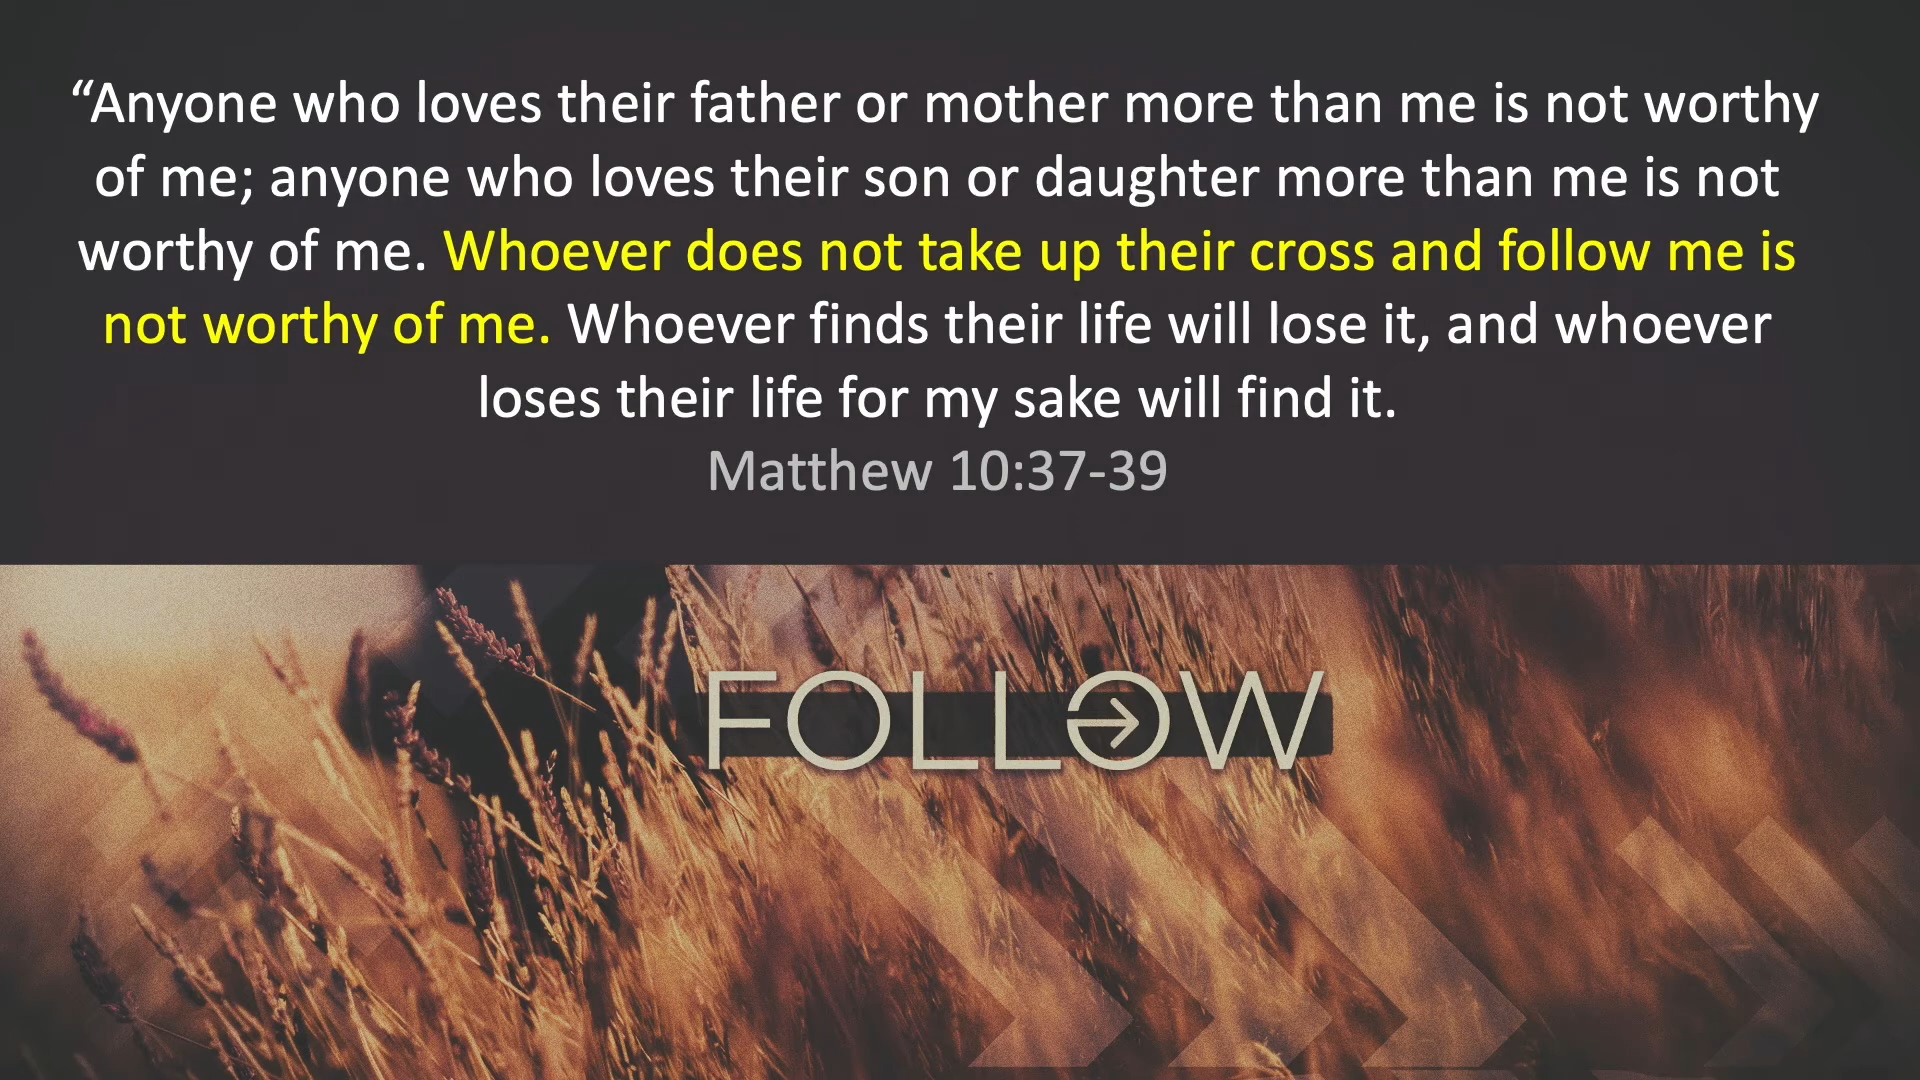 “Anyone who loves their father or mother more than me is not worthy
of me; anyone who loves their son or daughter more than me is not
worthy of me. Whoever does not take up their cross and follow me is
not worthy of me. Whoever finds their life will lose it, and whoever
loses their life for my sake will find it.
Matthew 10:37-39
FOLLOW